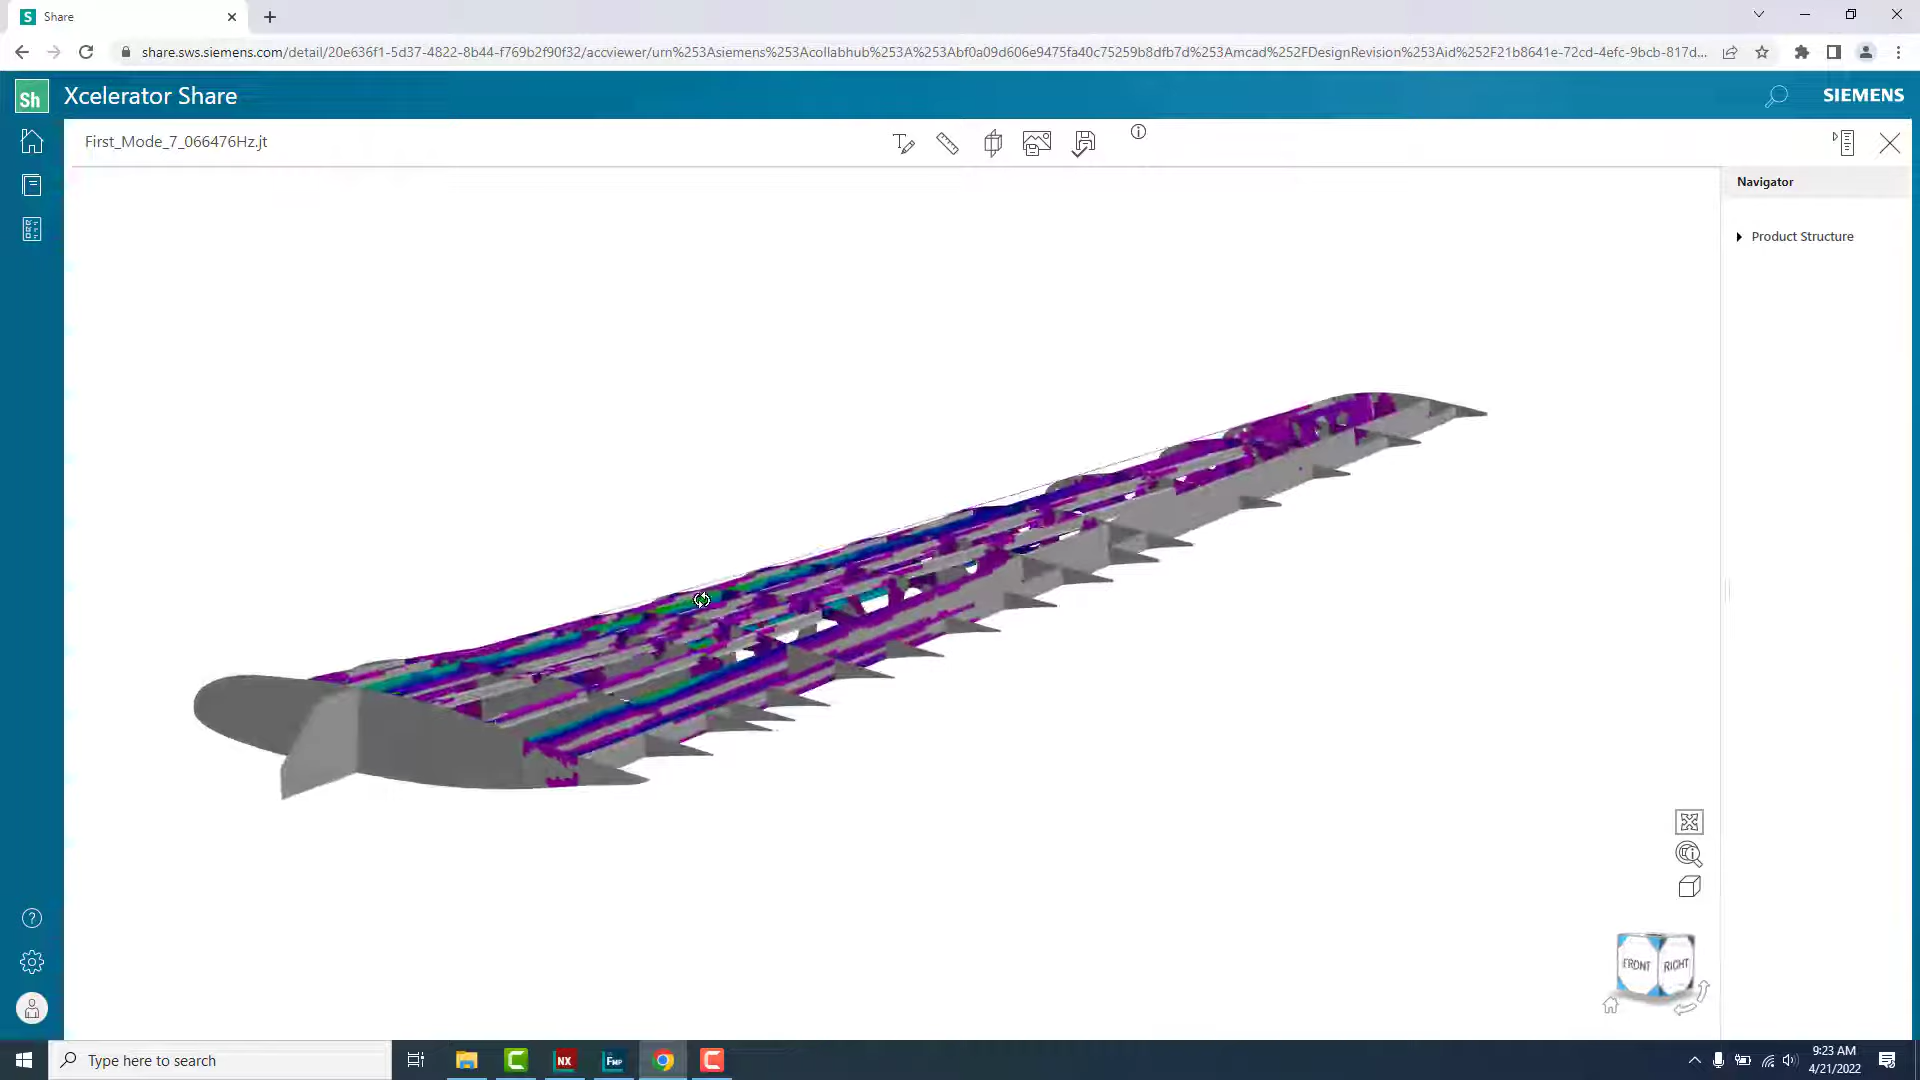 S Share
share.sws.siemens.com/detail/20e636f1-5d37-4822-8b44-f769b2f90f32/accviewer/urn%253Asiemens%253Acollabhub%253A%253Abf0a09d606e9475fa40c75259b8dfb7d%253Amcad%252FDesignRevision%253Aid%252F21b8641e-72cd-4efc-9bcb-817d...
Sh Xcelerator Share SIEMENS
First_Mode_7_066476Hz.jt
Navigator
Product Structure
FRONT RIGHT
Type here to search
NX
FMP
9:23 AM
4/21/2022